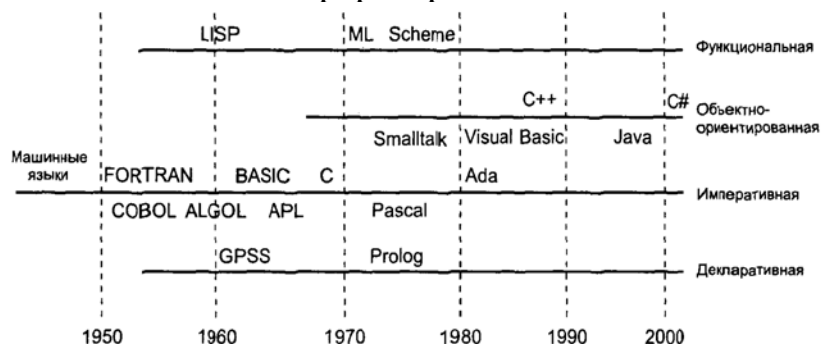 LISP ML Scheme Функциональная
C++ C# Объектно-
Smalltalk Visual Basic Java ориентированная
Машинные
языки FORTRAN BASIC C Ada Императивная
COBOL ALGOL APL Pascal
GPSS Prolog Декларативная
1950 1960 1970 1980 1990 2000